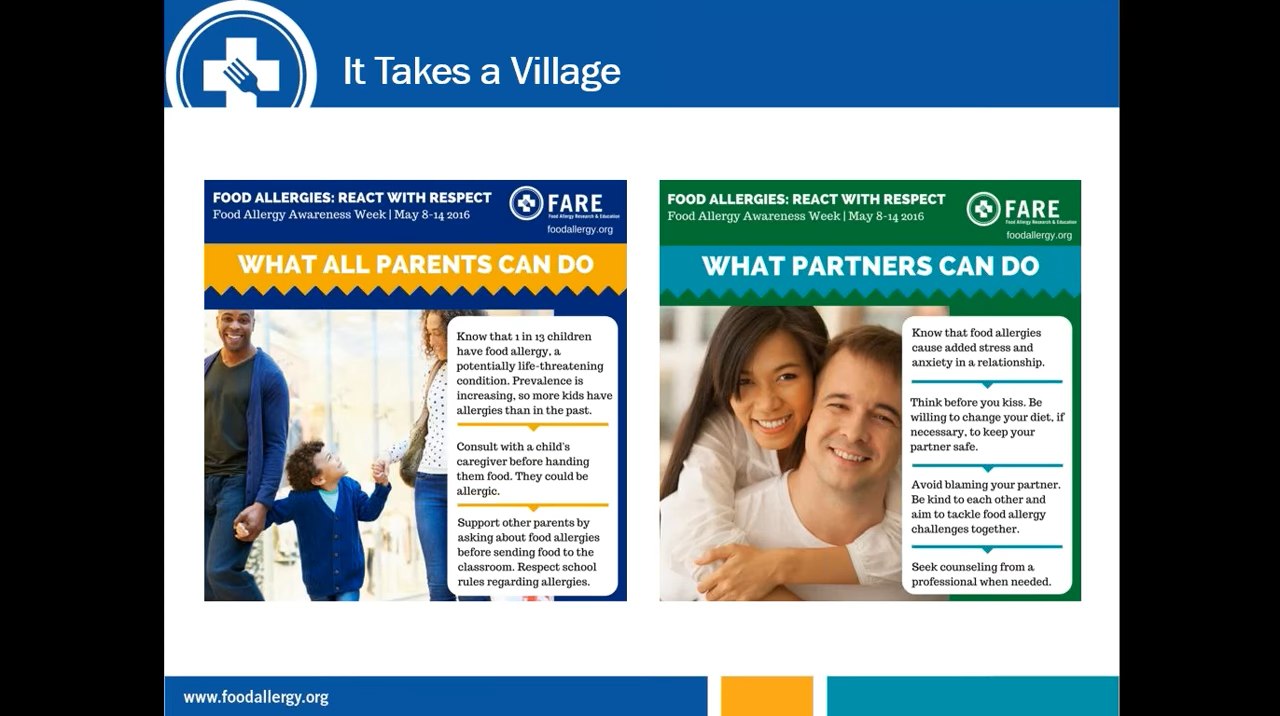 It Takes a Village
FOOD ALLERGIES: REACT WITH RESPECT
Food Allergy Awareness Week | May 8-14 2016
FARE
Food Allergy Research & Education
foodallergy.org
WHAT ALL PARENTS CAN DO
Know that 1 in 13 children
have food allergy, a
potentially life-threatening
condition. Prevalence is
increasing, so more kids have
allergies than in the past.
Consult with a child's
caregiver before handing
them food. They could be
allergic.
Support other parents by
asking about food allergies
before sending food to the
classroom. Respect school
rules regarding allergies.
FOOD ALLERGIES: REACT WITH RESPECT
Food Allergy Awareness Week | May 8-14 2016
FARE
Food Allergy Research & Education
foodallergy.org
WHAT PARTNERS CAN DO
Know that food allergies
cause added stress and
anxiety in a relationship.
Think before you kiss. Be
willing to change your diet, if
necessary, to keep your
partner safe.
Avoid blaming your partner.
Be kind to each other and
aim to tackle food allergy
challenges together.
Seek counseling from a
professional when needed.
www.foodallergy.org